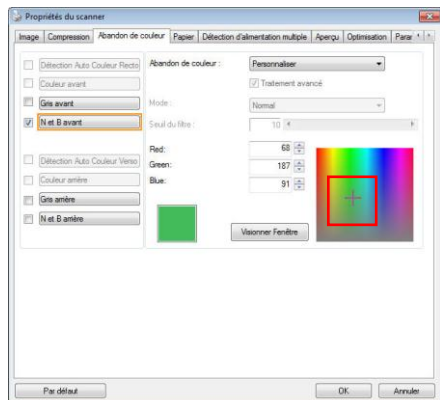 Propriétés du scanner
Image Compression Abandon de couleur Papier Détection d'alimentation multiple Aperçu Optimisation Parar
Détection Auto Couleur Recto
Couleur avant
Gris avant
N et B avant
Détection Auto Couleur Verso
Couleur arrière
Gris arrière
N et B arrière
Abandon de couleur :
Personnaliser
Traitement avancé
Mode :
Normal
Seuil du filtre :
10
Red:
68
Green:
187
Blue:
91
Visionner Fenêtre
Par défaut
OK
Annuler